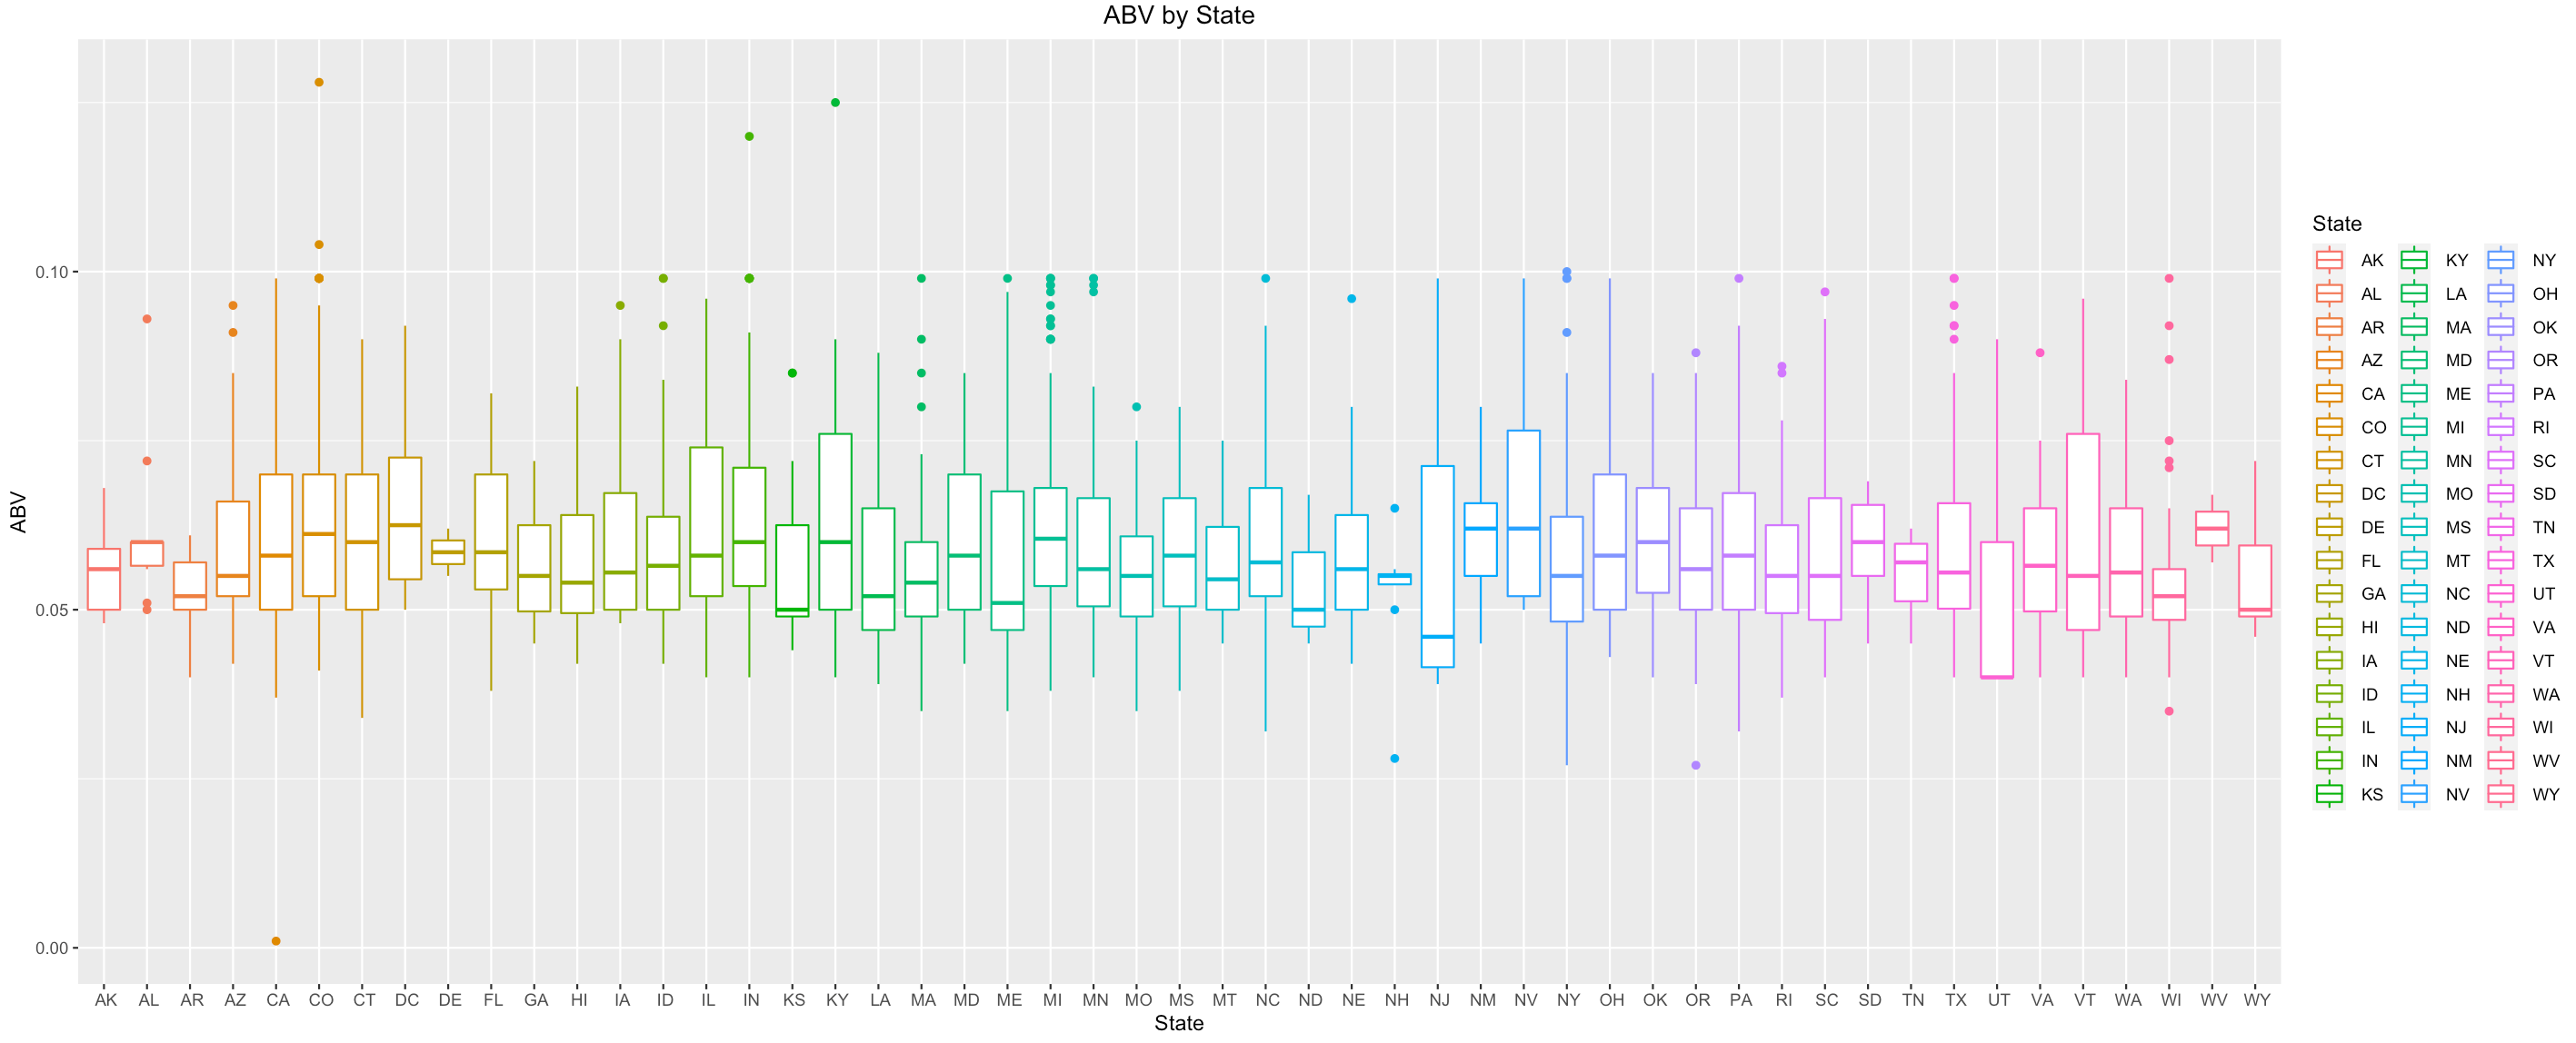 ABV by State
ABV
0.10
0.05
0.00
AK AL AR AZ CA CO CT DC DE FL GA HI IA ID IL IN KS KY LA MA MD ME MI MN MO MS MT NC ND NE NH NJ NM NV NY OH OK OR PA RI SC SD TN TX UT VA VT WA WI WV WY
State
State
AK KY NY
AL LA OH
AR MA OK
AZ MD OR
CA ME PA
CO MI RI
CT MN SC
DC MO SD
DE MS TN
FL MT TX
GA NC UT
HI ND VA
IA NE VT
ID NH WA
IL NJ WI
IN NM WV
KS NV WY